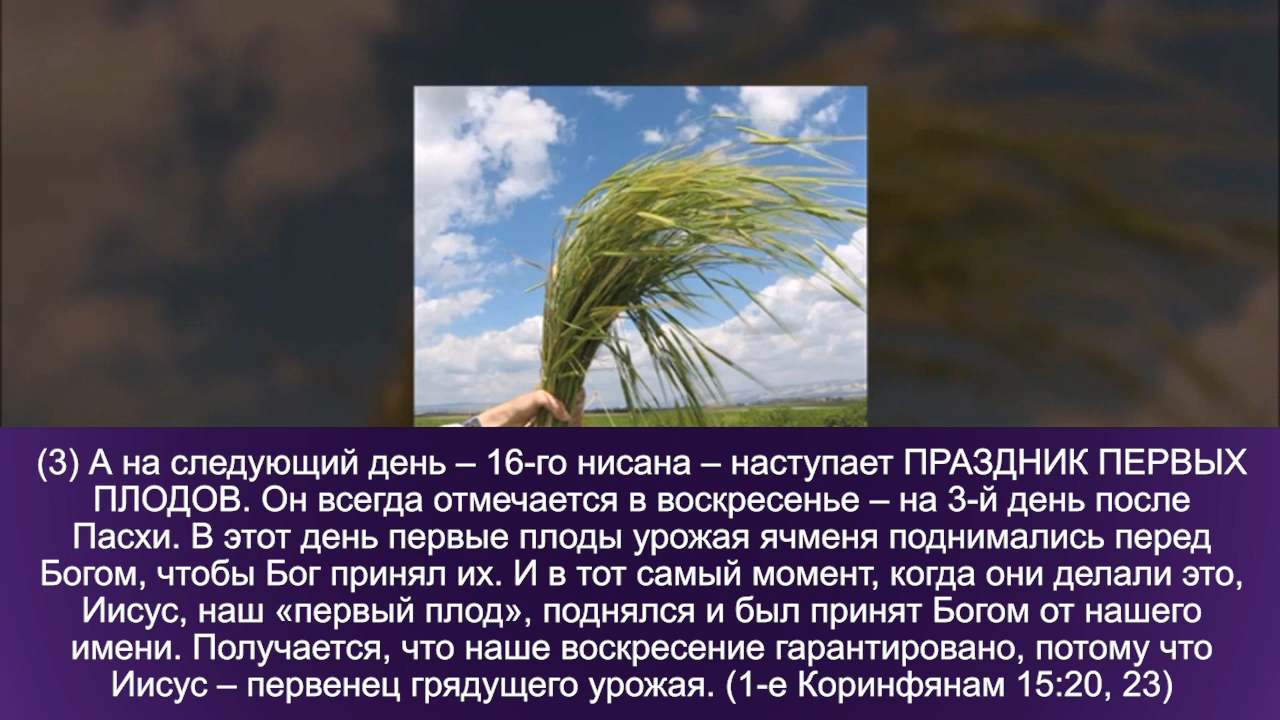 (3) А на следующий день – 16-го нисана – наступает ПРАЗДНИК ПЕРВЫХ
ПЛОДОВ. Он всегда отмечается в воскресенье – на 3-й день после
Пасхи. В этот день первые плоды урожая ячменя поднимались перед
Богом, чтобы Бог принял их. И в тот самый момент, когда они делали это,
Иисус, наш «первый плод», поднялся и был принят Богом от нашего
имени. Получается, что наше воскресение гарантировано, потому что
Иисус – первенец грядущего урожая. (1-е Коринфянам 15:20, 23)